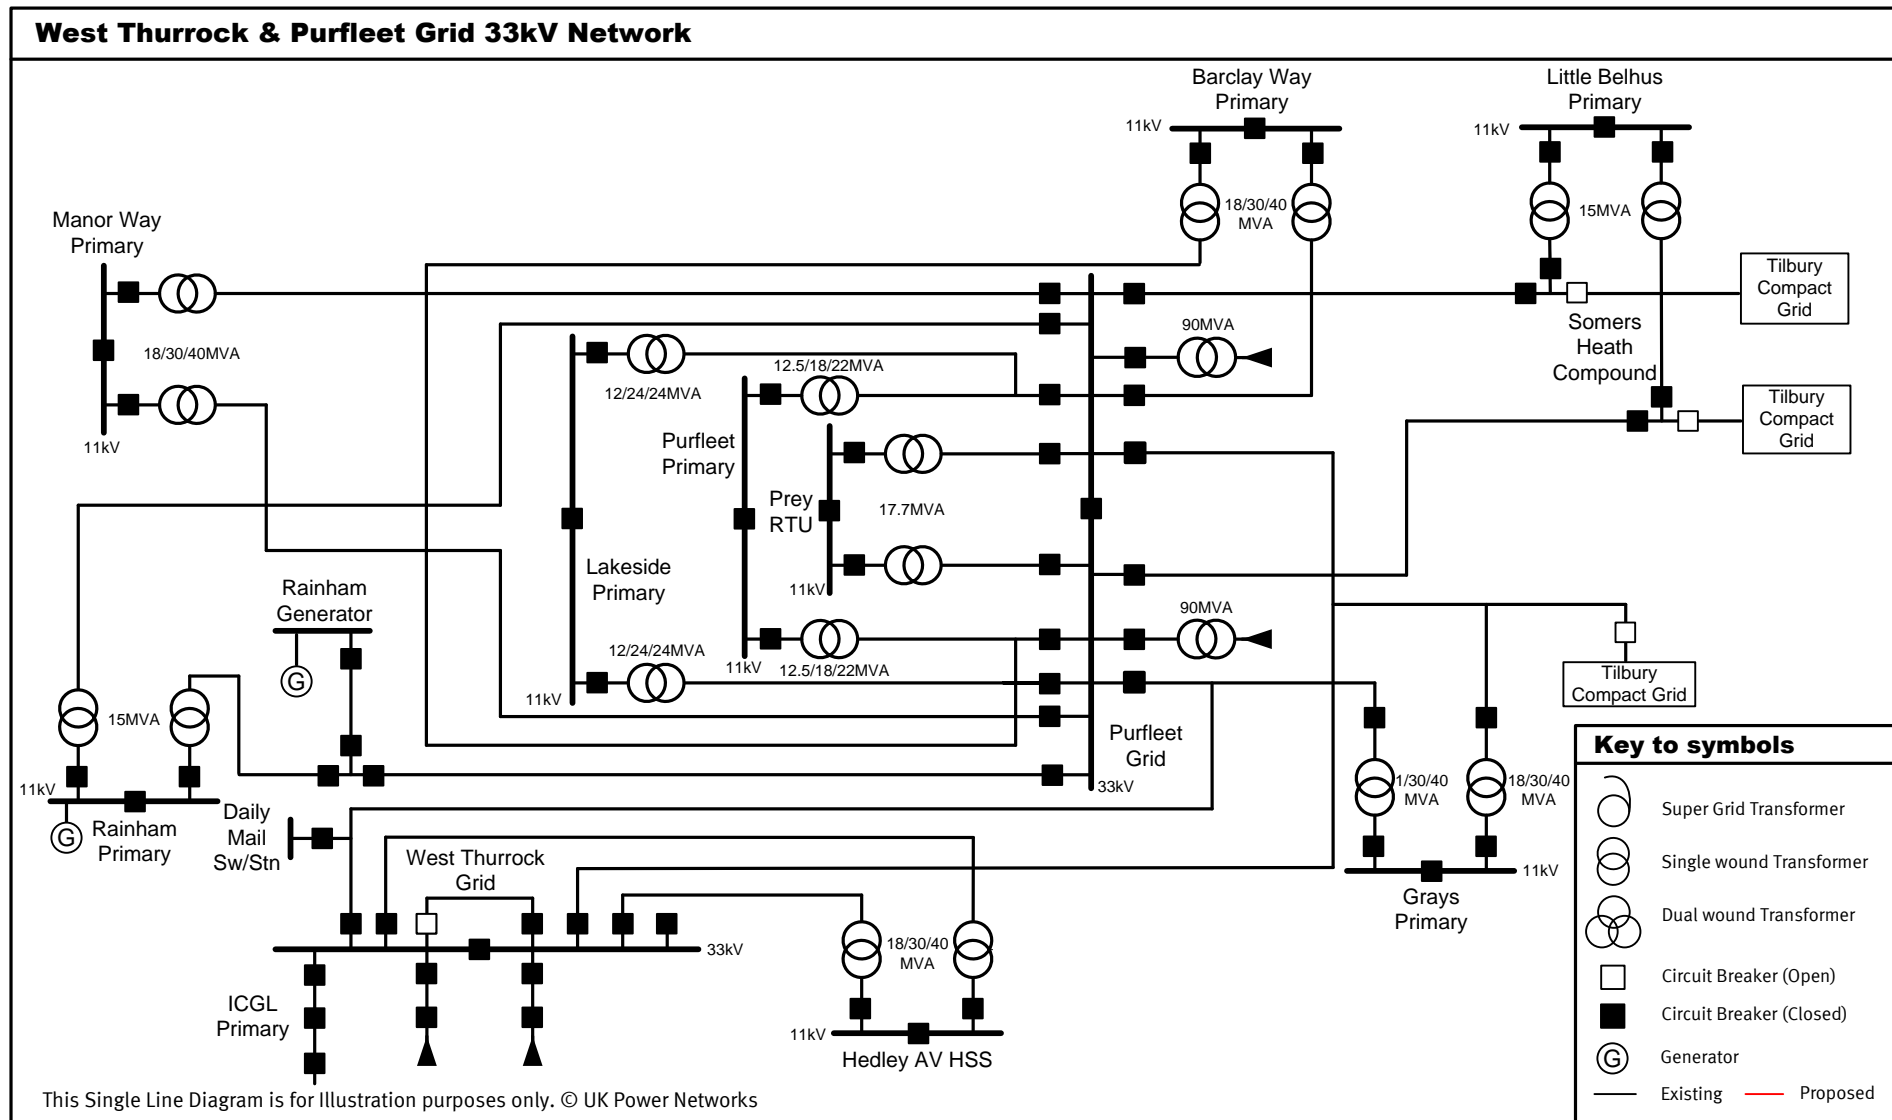 West Thurrock & Purfleet Grid 33kV Network
Barclay Way
Primary
11kV
18/30/40
MVA
Little Belhus
Primary
11kV
15MVA
Manor Way
Primary
18/30/40MVA
11kV
Tilbury
Compact
Grid
Somers
Heath
Compound
Tilbury
Compact
Grid
90MVA
12/24/24MVA
12.5/18/22MVA
Purfleet
Primary
Prey
RTU
17.7MVA
11kV
Lakeside
Primary
12/24/24MVA
11kV
11kV
12.5/18/22MVA
90MVA
Purfleet
Grid
33kV
Rainham
Generator
G
15MVA
11kV
G
Rainham
Primary
Daily
Mail
Sw/Stn
West Thurrock
Grid
33kV
ICGL
Primary
18/30/40
MVA
11kV
Hedley AV HSS
Tilbury
Compact Grid
1/30/40
MVA
18/30/40
MVA
11kV
Grays
Primary
Key to symbols
Super Grid Transformer
Single wound Transformer
Dual wound Transformer
Circuit Breaker (Open)
Circuit Breaker (Closed)
G Generator
Existing Proposed
This Single Line Diagram is for Illustration purposes only. © UK Power Networks